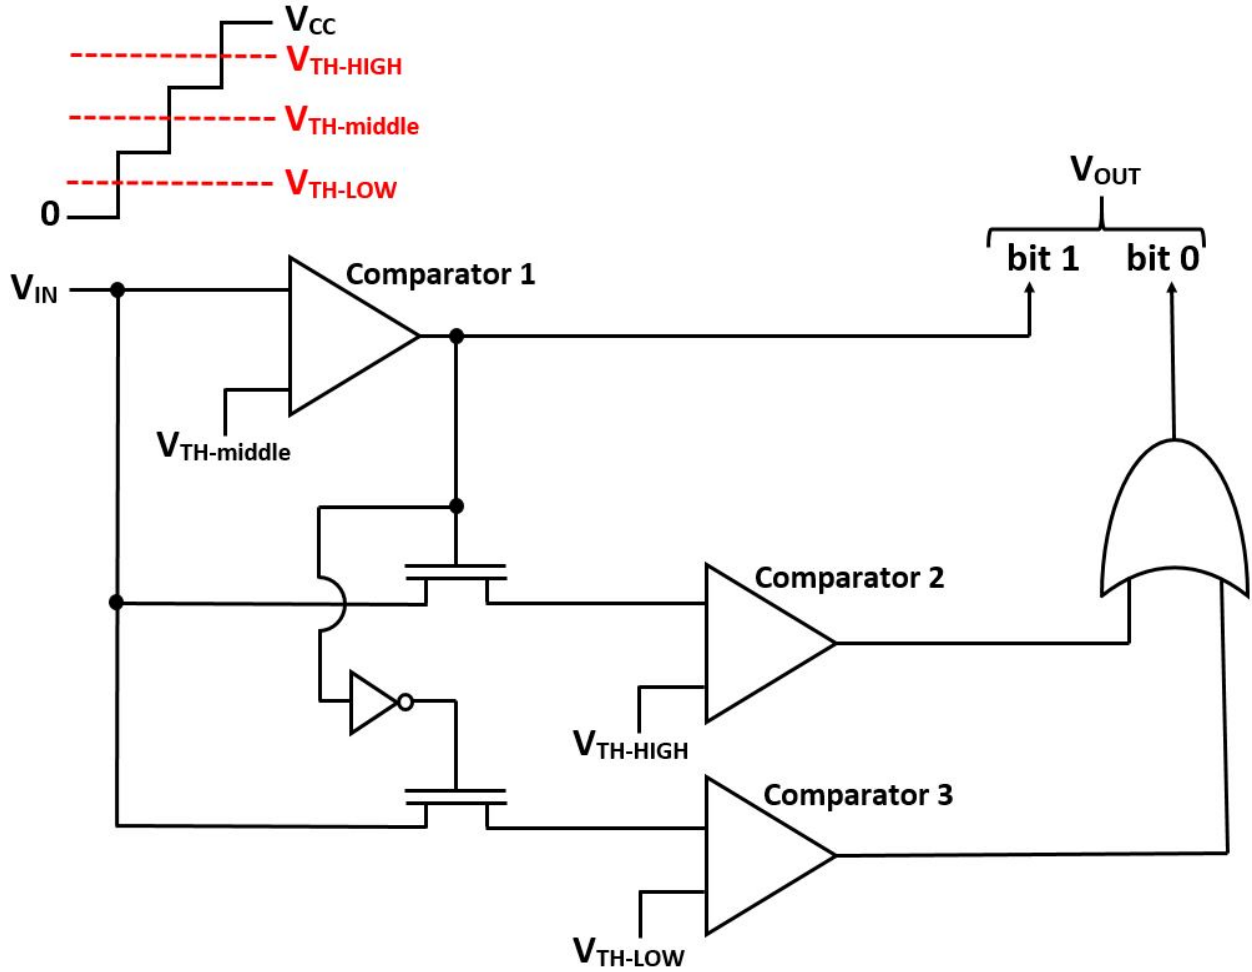 VCC
VTH-HIGH
VTH-middle
VTH-LOW
0
VOUT
bit 1 bit 0
VIN
Comparator 1
VTH-middle
Comparator 2
VTH-HIGH
Comparator 3
VTH-LOW